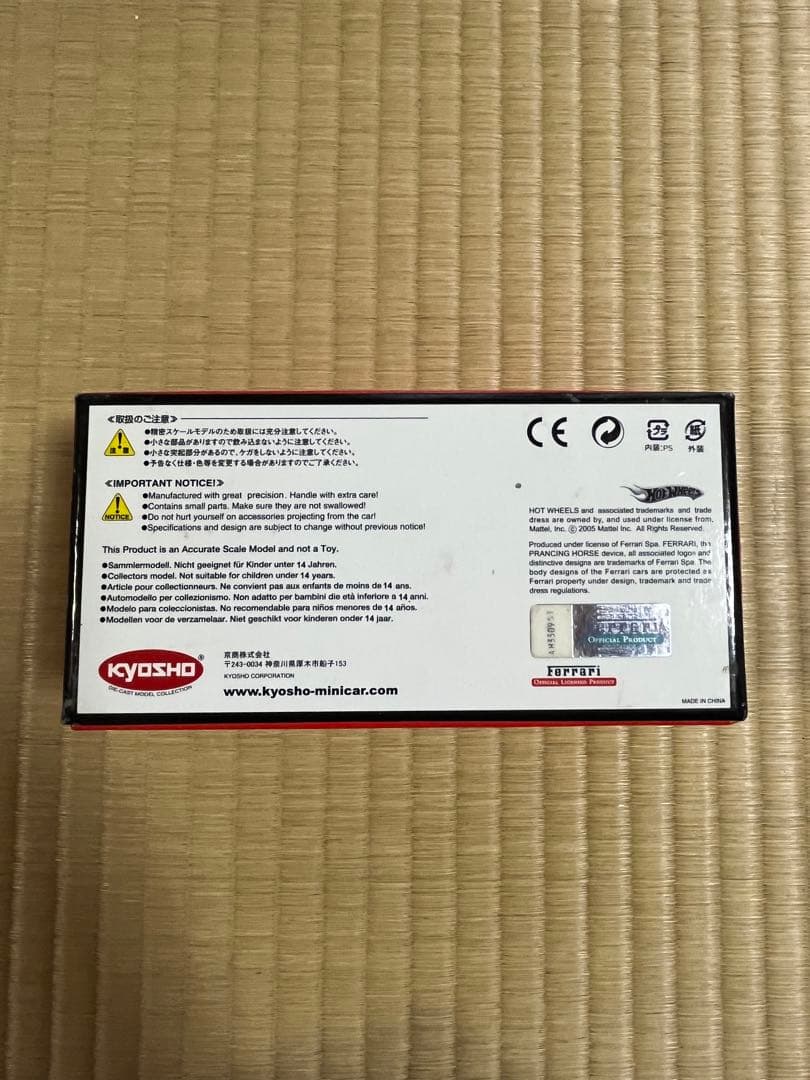 ≪取扱のご注意≫
注意
●精密スケールモデルのため取扱には充分注意してください。
●小さな部品がありますので飲み込まないように注意してください。
●小さな突起部分があるので、ケガをしないように注意してください。
●予告なく仕様・色等を変更する場合がありますのでご了承ください。
≪IMPORTANT NOTICE!≫
NOTICE
●Manufactured with great precision. Handle with extra care!
●Contains small parts. Make sure they are not swallowed!
●Do not hurt yourself on accessories projecting from the car!
●Specifications and design are subject to change without previous notice!
This Product is an Accurate Scale Model and not a Toy.
●Sammlermodell. Nicht geeignet für Kinder unter 14 Jahren.
●Collectors model. Not suitable for children under 14 years.
●Article pour collectionneurs. Ne convient pas aux enfants de moins de 14 ans.
●Automodello per collezionismo. Non adatto per bambini die età inferiore a 14 anni.
●Modelo para coleccionistas. No recomendable para niños menores de 14 años.
●Modellen voor de verzamelaar. Niet geschikt voor kinderen onder 14 jaar.
KYOSHO®
DIE-CAST MODEL COLLECTION
京商株式会社
〒243-0034 神奈川県厚木市船子153
KYOSHO CORPORATION
www.kyosho-minicar.com
CE
プラ
内装:PS
紙
外装
HOT WHEELS
HOT WHEELS and associated trademarks and trade
dress are owned by, and used under license from,
Mattel, Inc. © 2005 Mattel Inc. All Rights Reserved.
Produced under license of Ferrari Spa. FERRARI, the
PRANCING HORSE device, all associated logos and
distinctive designs are trademarks of Ferrari Spa. The
body designs of the Ferrari cars are protected as
Ferrari property under design, trademark and trade
dress regulations.
Ferrari
OFFICIAL PRODUCT
Ferrari
OFFICIAL LICENSED PRODUCT
MADE IN CHINA